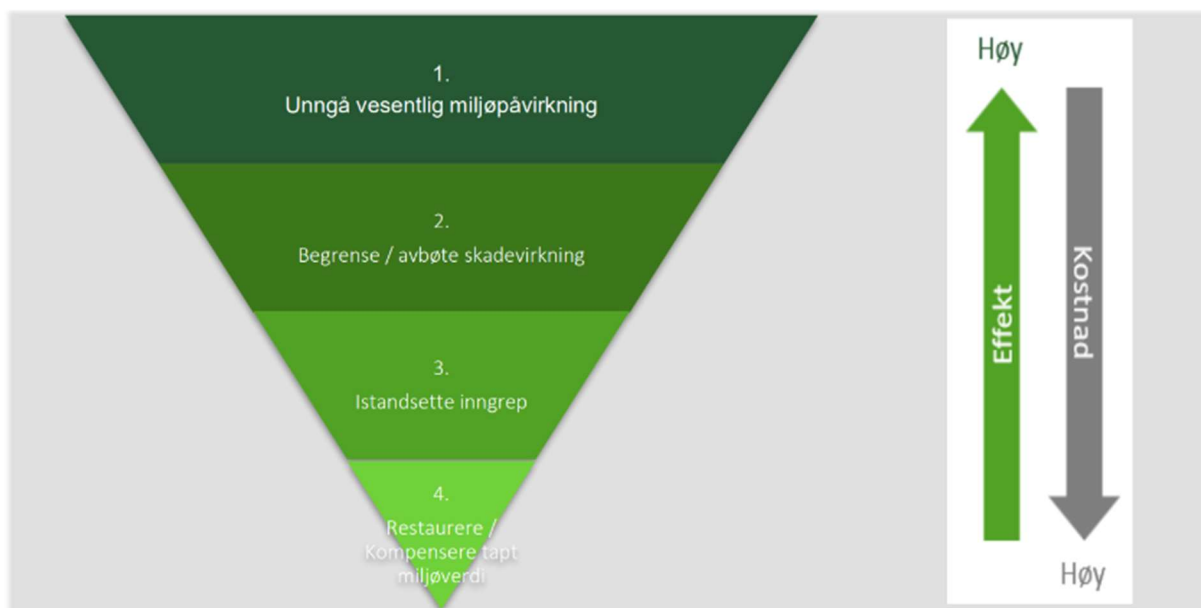 1.
Unngå vesentlig miljøpåvirkning
2.
Begrense / avbøte skadevirkning
3.
Istandsette inngrep
4.
Restaurere /
Kompensere tapt
miljøverdi
Høy
Effekt
Kostnad
Høy